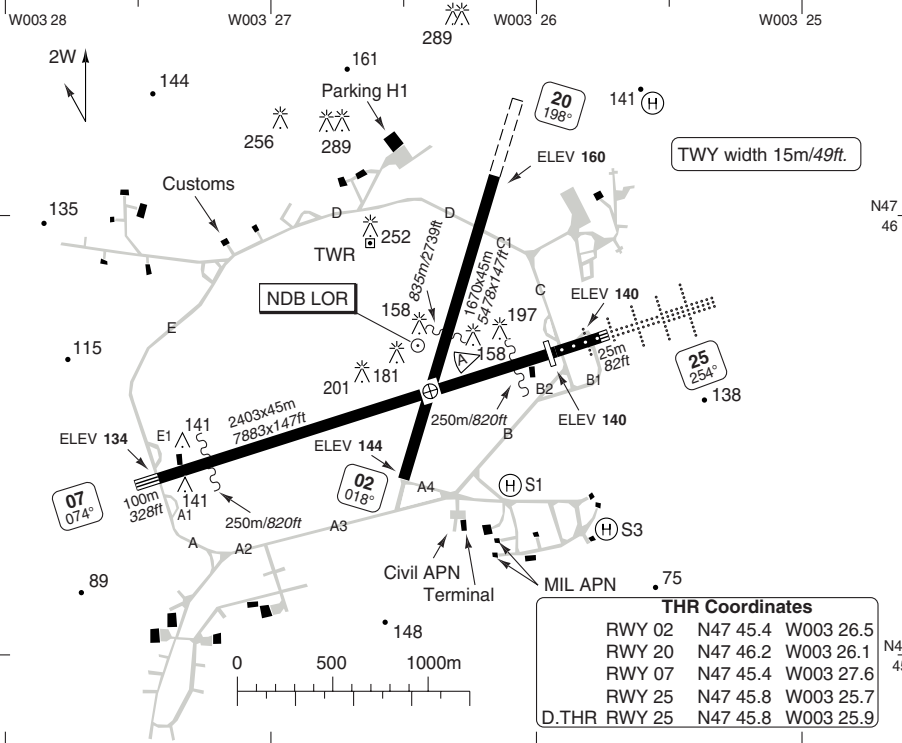 W003 28
W003 27
W003 26
W003 25
289
2W
161
144
Parking H1
20
198°
141
H
256
289
ELEV 160
TWY width 15m/49ft.
Customs
135
N47
46
D
D
252
TWR
C1
835m/2739ft
1670x45m
5478x147ft
C
NDB LOR
ELEV 140
158
197
E
158
A
25m
82ft
25
254°
115
181
201
B2
B1
138
2403x45m
7883x147ft
250m/820ft
ELEV 140
141
E1
B
ELEV 134
ELEV 144
02
018°
07
074°
100m
328ft
141
A1
A4
H S1
250m/820ft
A3
H S3
A
A2
Civil APN
Terminal
MIL APN
89
75
148
0 500 1000m
THR Coordinates
RWY 02 N47 45.4 W003 26.5
RWY 20 N47 46.2 W003 26.1
RWY 07 N47 45.4 W003 27.6
RWY 25 N47 45.8 W003 25.7
D.THR RWY 25 N47 45.8 W003 25.9